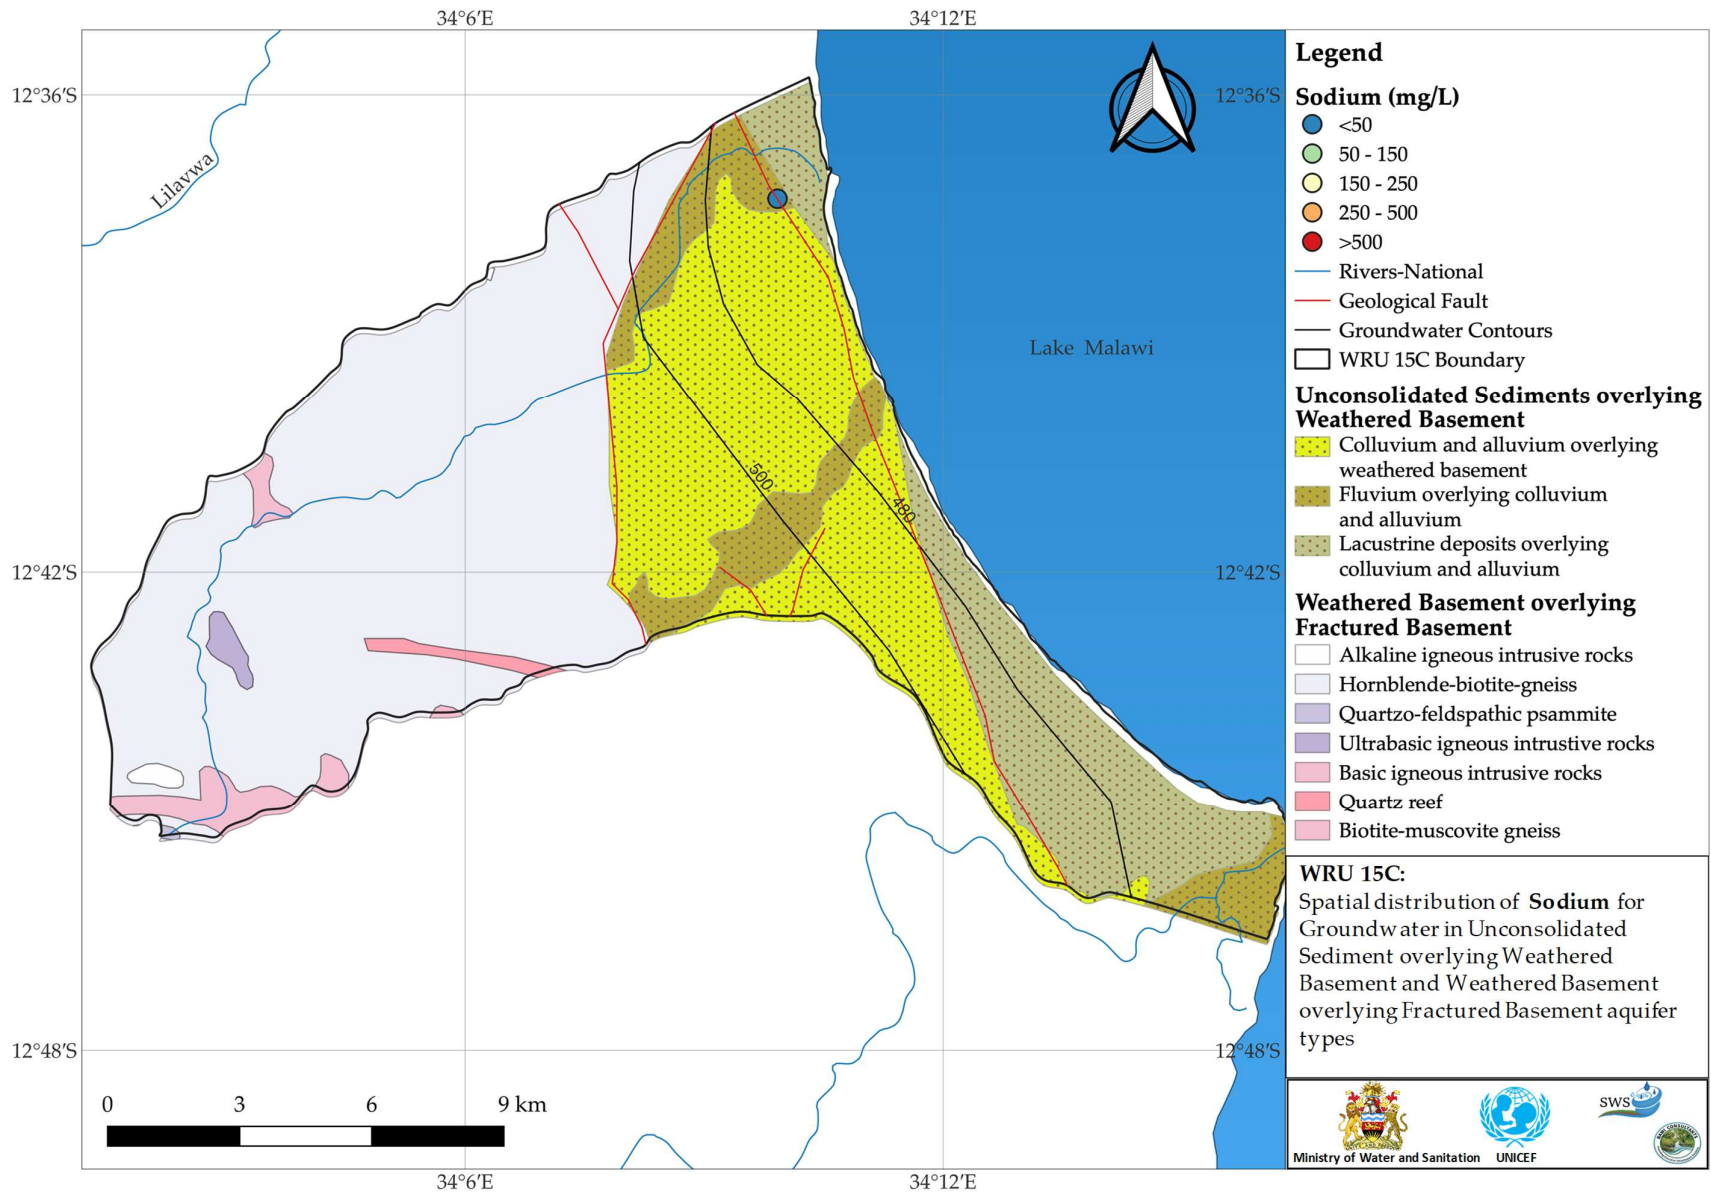 34°6′E
34°12′E
12°36′S
12°36′S
Lilavwa
Lake Malawi
500
480
12°42′S
12°42′S
12°48′S
12°48′S
0 3 6 9 km
34°6′E
34°12′E
Legend
Sodium (mg/L)
<50
50 - 150
150 - 250
250 - 500
>500
Rivers-National
Geological Fault
Groundwater Contours
WRU 15C Boundary
Unconsolidated Sediments overlying
Weathered Basement
Colluvium and alluvium overlying
weathered basement
Fluvium overlying colluvium
and alluvium
Lacustrine deposits overlying
colluvium and alluvium
Weathered Basement overlying
Fractured Basement
Alkaline igneous intrusive rocks
Hornblende-biotite-gneiss
Quartzo-feldspathic psammite
Ultrabasic igneous intrustive rocks
Basic igneous intrusive rocks
Quartz reef
Biotite-muscovite gneiss
WRU 15C:
Spatial distribution of Sodium for
Groundwater in Unconsolidated
Sediment overlying Weathered
Basement and Weathered Basement
overlying Fractured Basement aquifer
types
SWS
Ministry of Water and Sanitation UNICEF